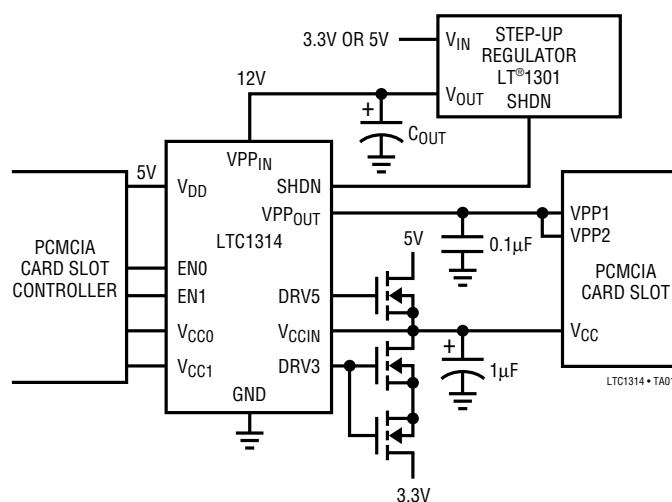 3.3V OR 5V
VIN
STEP-UP
REGULATOR
LT®1301
VOUT
SHDN
12V
+
COUT
5V
VPPIN
VDD
SHDN
VPPOUT
LTC1314
VPP1
VPP2
PCMCIA
CARD SLOT
CONTROLLER
5V
0.1µF
PCMCIA
CARD SLOT
EN0
EN1
DRV5
VCC0
VCCIN
+
VCC
VCC1
DRV3
1µF
GND
3.3V
LTC1314 • TA01